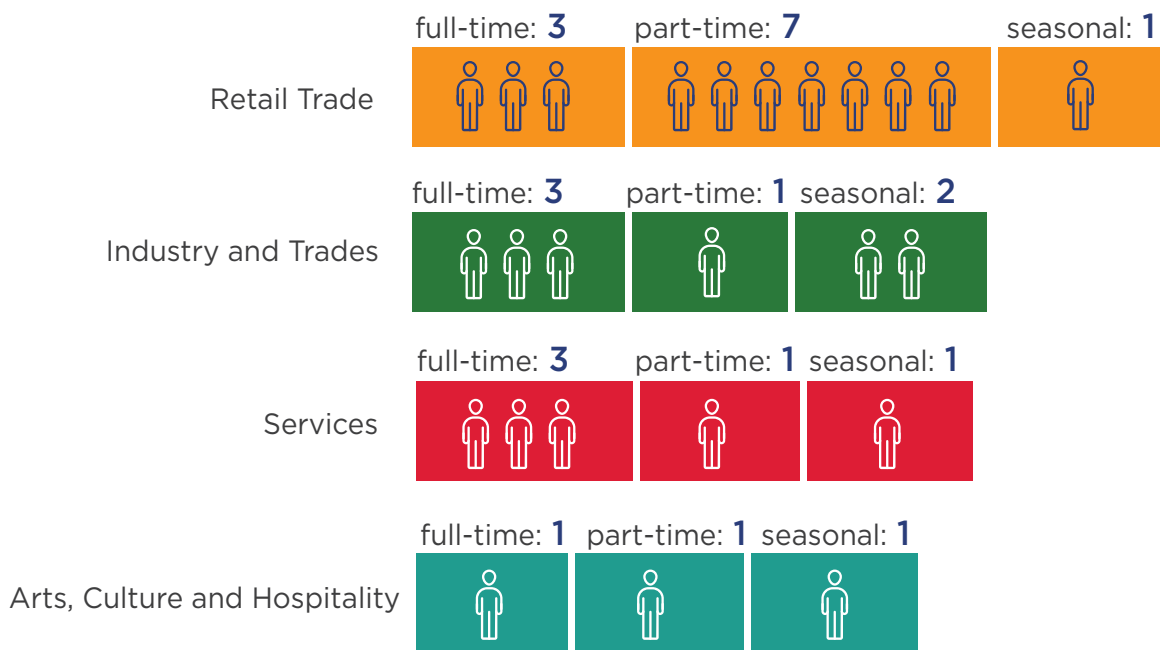 full-time: 3 part-time: 7 seasonal: 1
Retail Trade
full-time: 3 part-time: 1 seasonal: 2
Industry and Trades
full-time: 3 part-time: 1 seasonal: 1
Services
full-time: 1 part-time: 1 seasonal: 1
Arts, Culture and Hospitality